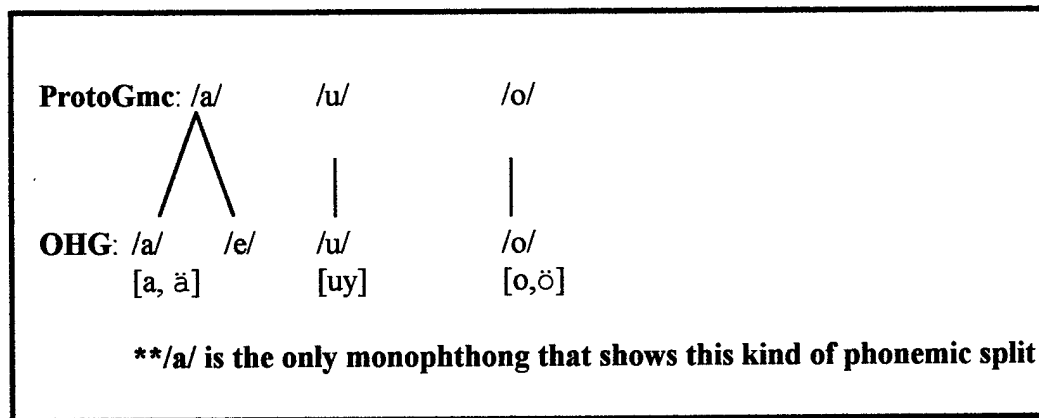 ProtoGmc: /a/ /u/ /o/
OHG: /a/ /e/ /u/ /o/
[a, ä] [uy] [o,ö]
**/a/ is the only monophthong that shows this kind of phonemic split